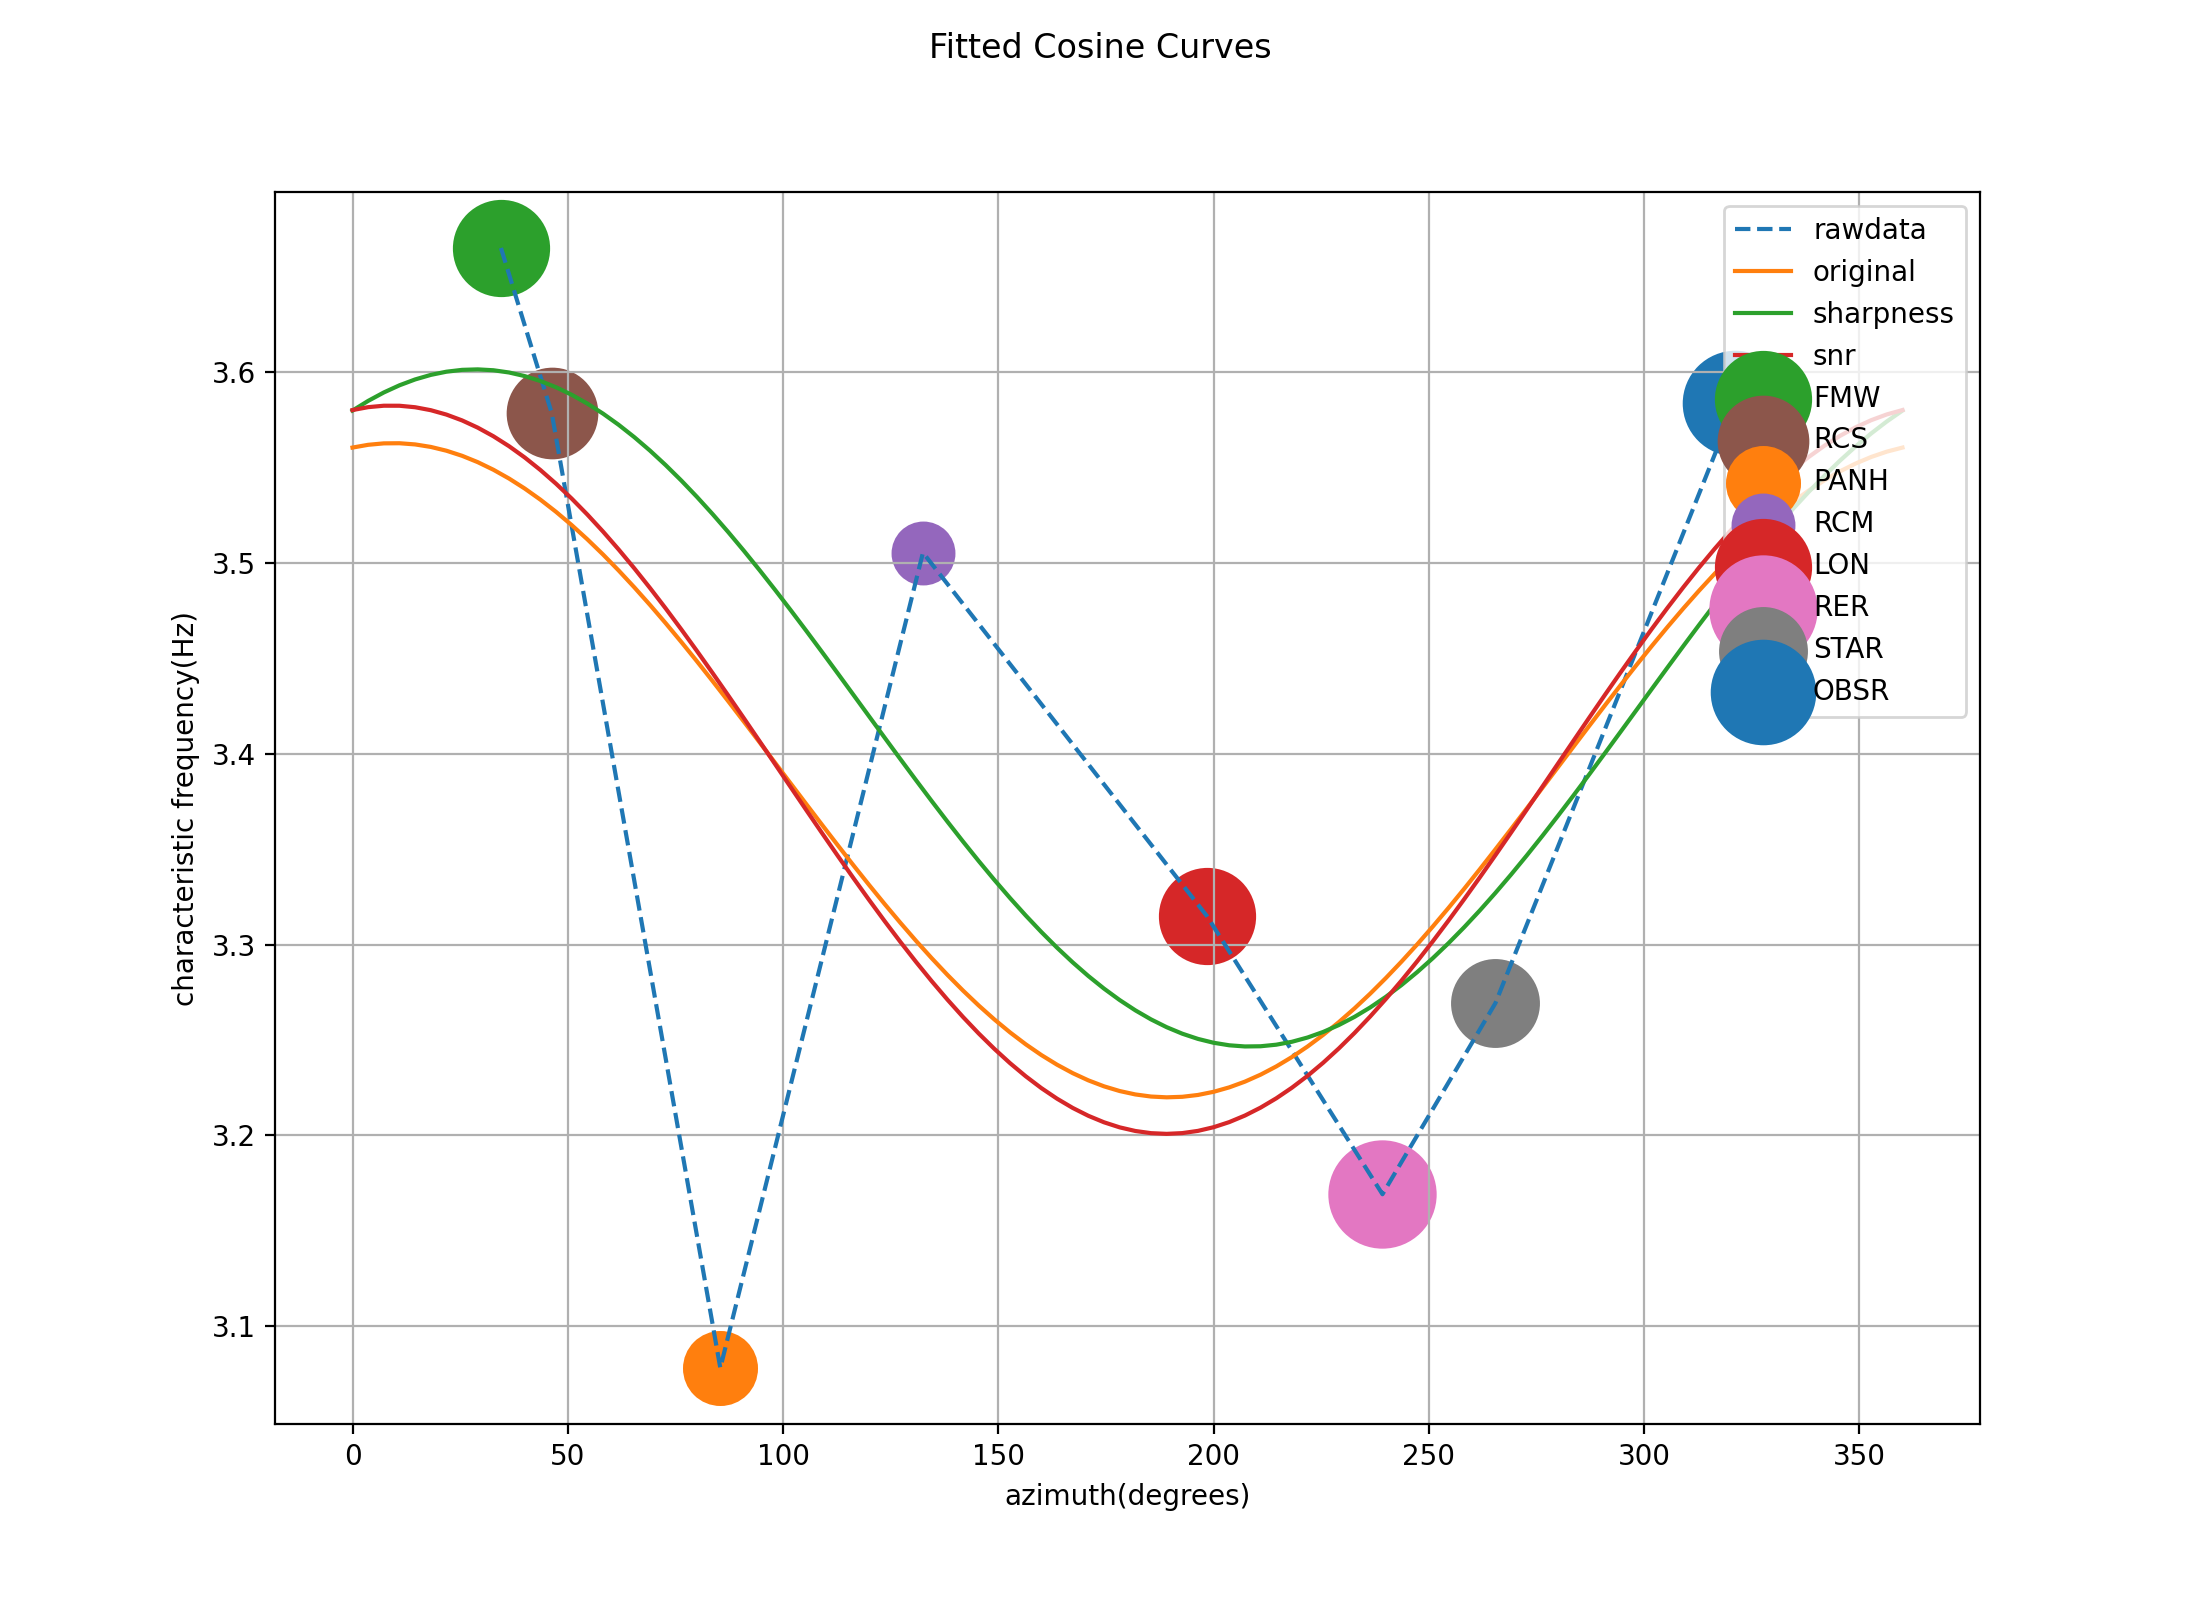 Fitted Cosine Curves
rawdata
original
sharpness
snr
FMW
RCS
PANH
RCM
LON
RER
STAR
OBSR
characteristic frequency(Hz)
3.6
3.5
3.4
3.3
3.2
3.1
0 50 100 150 200 250 300 350
azimuth(degrees)